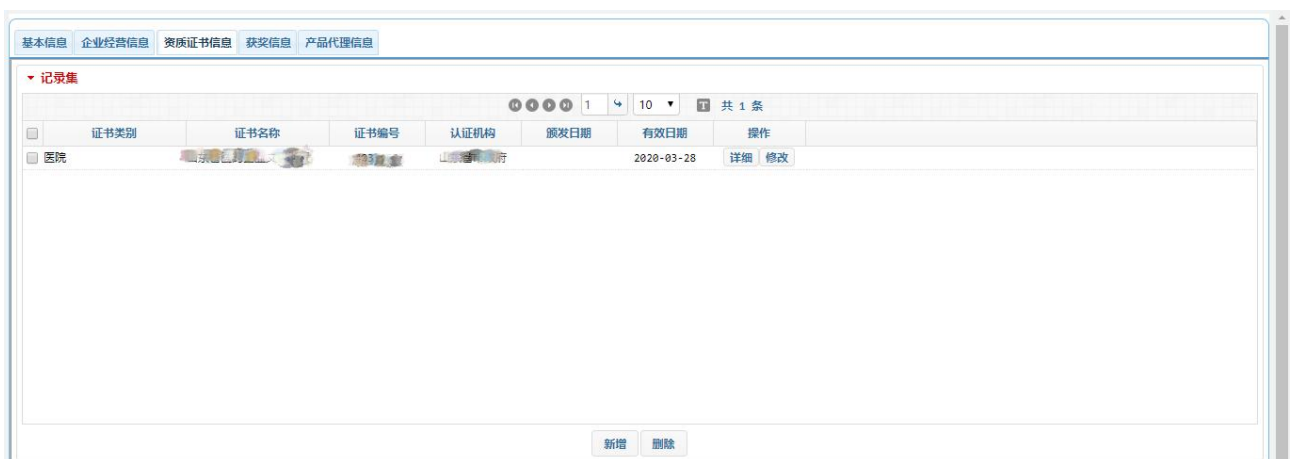 基本信息 企业经营信息 资质证书信息 获奖信息 产品代理信息
记录集
1 10 T 共 1 条
证书类别 证书名称 证书编号 认证机构 颁发日期 有效日期 操作
医院 2020-03-28 详细 修改
新增 删除